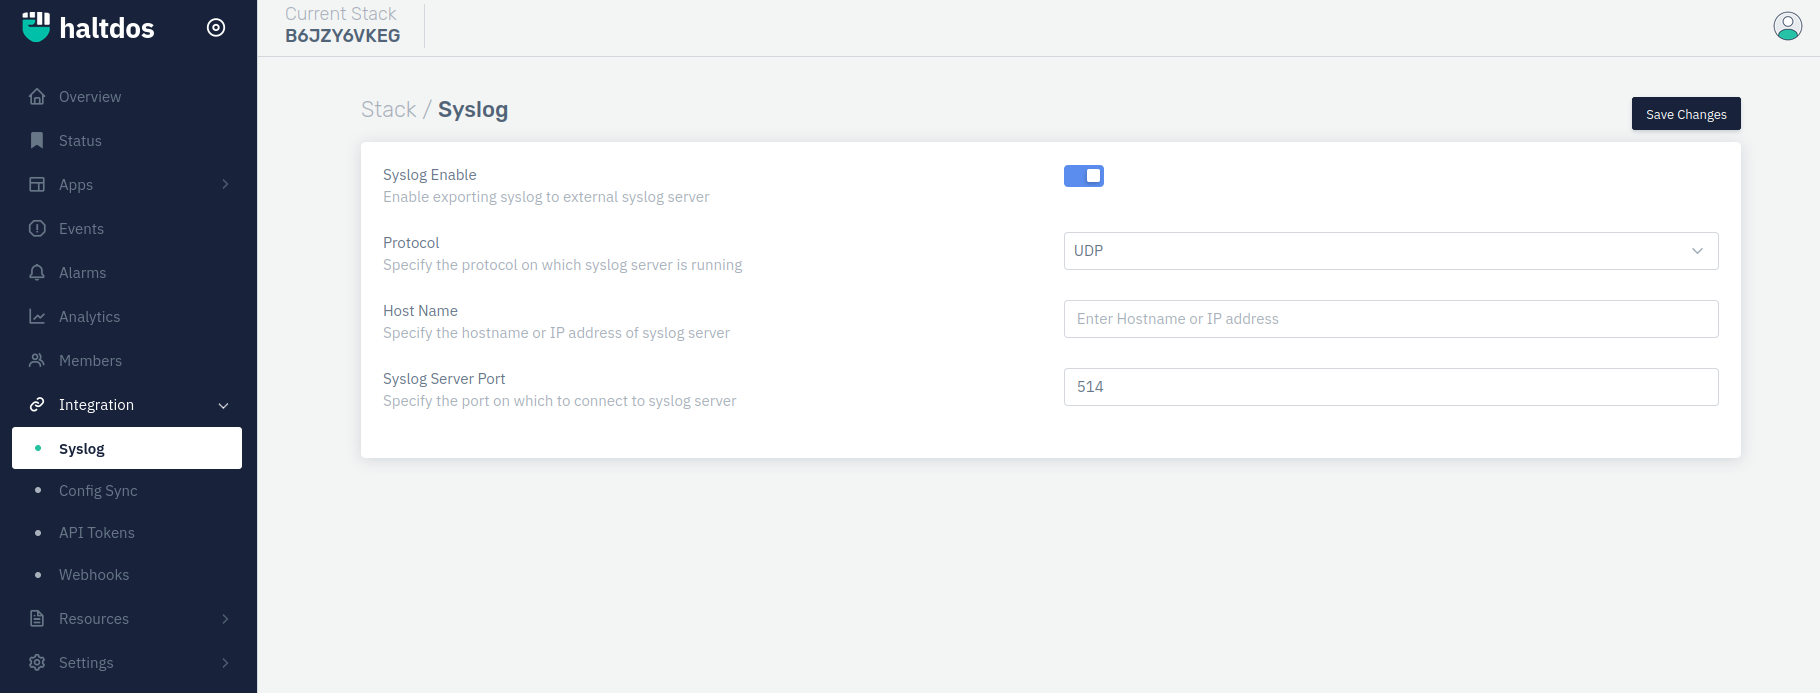 haltdos
Overview
Status
Apps
Events
Alarms
Analytics
Members
Integration
Syslog
Config Sync
API Tokens
Webhooks
Resources
Settings
Current Stack
B6JZY6VKEG
Stack / Syslog
Save Changes
Syslog Enable
Enable exporting syslog to external syslog server
Protocol
Specify the protocol on which syslog server is running
UDP
Host Name
Specify the hostname or IP address of syslog server
Enter Hostname or IP address
Syslog Server Port
Specify the port on which to connect to syslog server
514